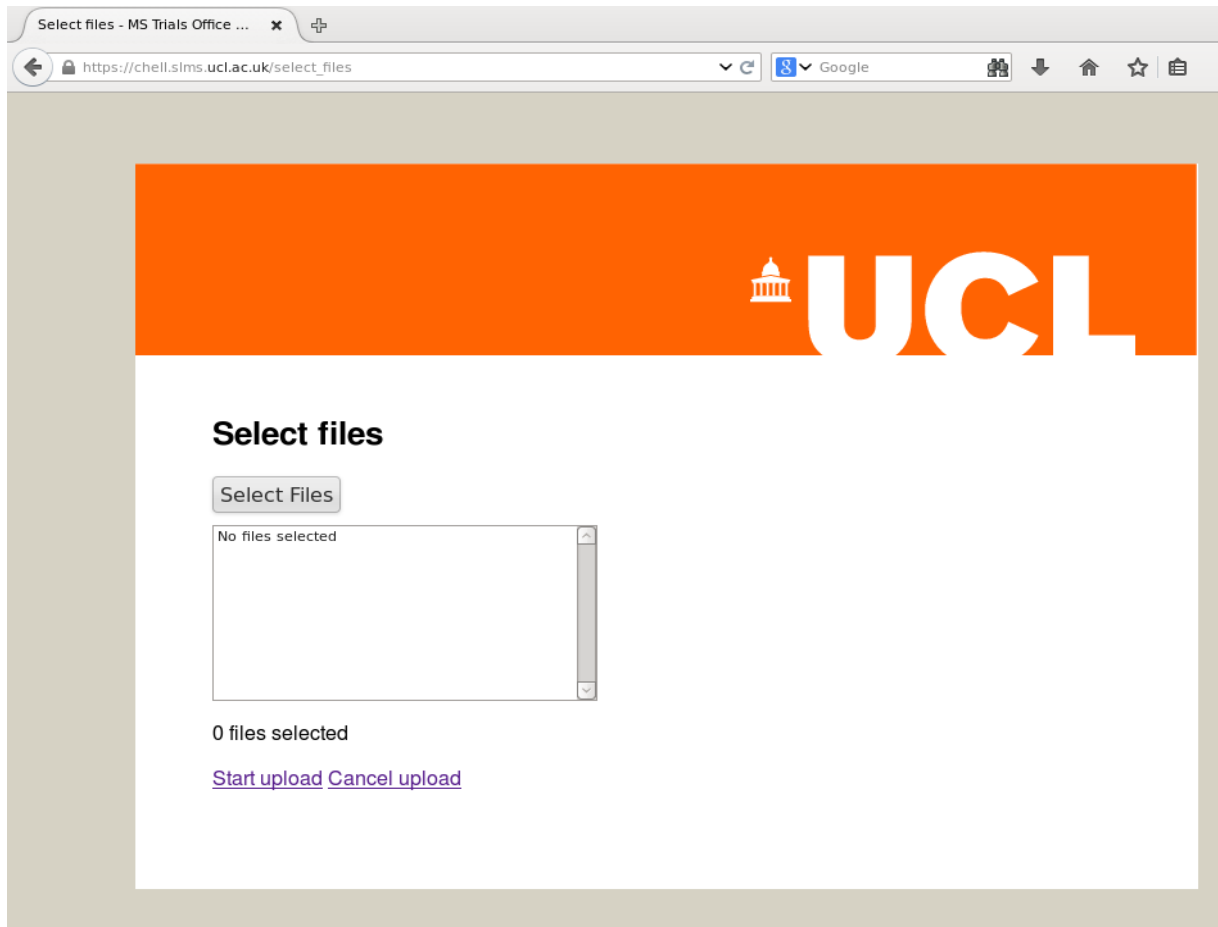 Select files - MS Trials Office ...
https://chell.slms.ucl.ac.uk/select_files
8 Google
UCL
Select files
Select Files
No files selected
0 files selected
Start upload Cancel upload